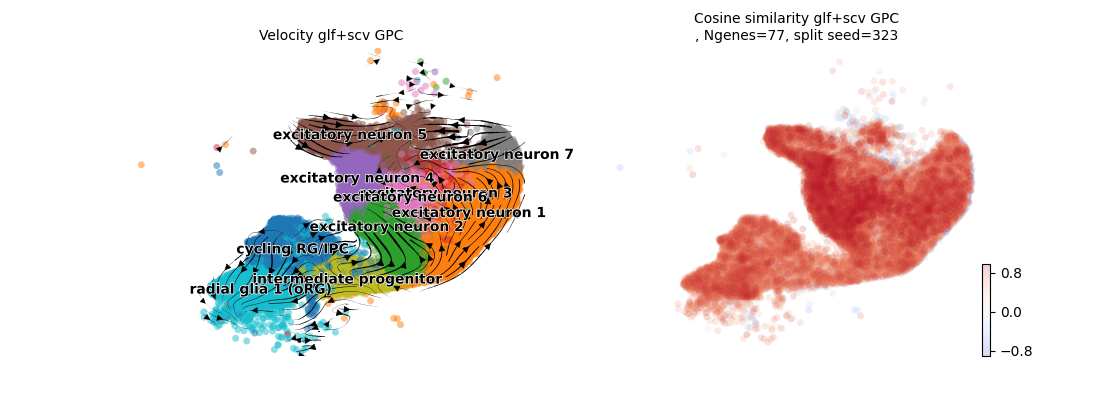 Velocity glf+scv GPC
Cosine similarity glf+scv GPC
, Ngenes=77, split seed=323
excitatory neuron 5
excitatory neuron 7
excitatory neuron 4
excitatory neuron 3
excitatory neuron 6
excitatory neuron 1
excitatory neuron 2
cycling RG/IPC
intermediate progenitor
radial glia 1 (oRG)
0.8
0.0
−0.8